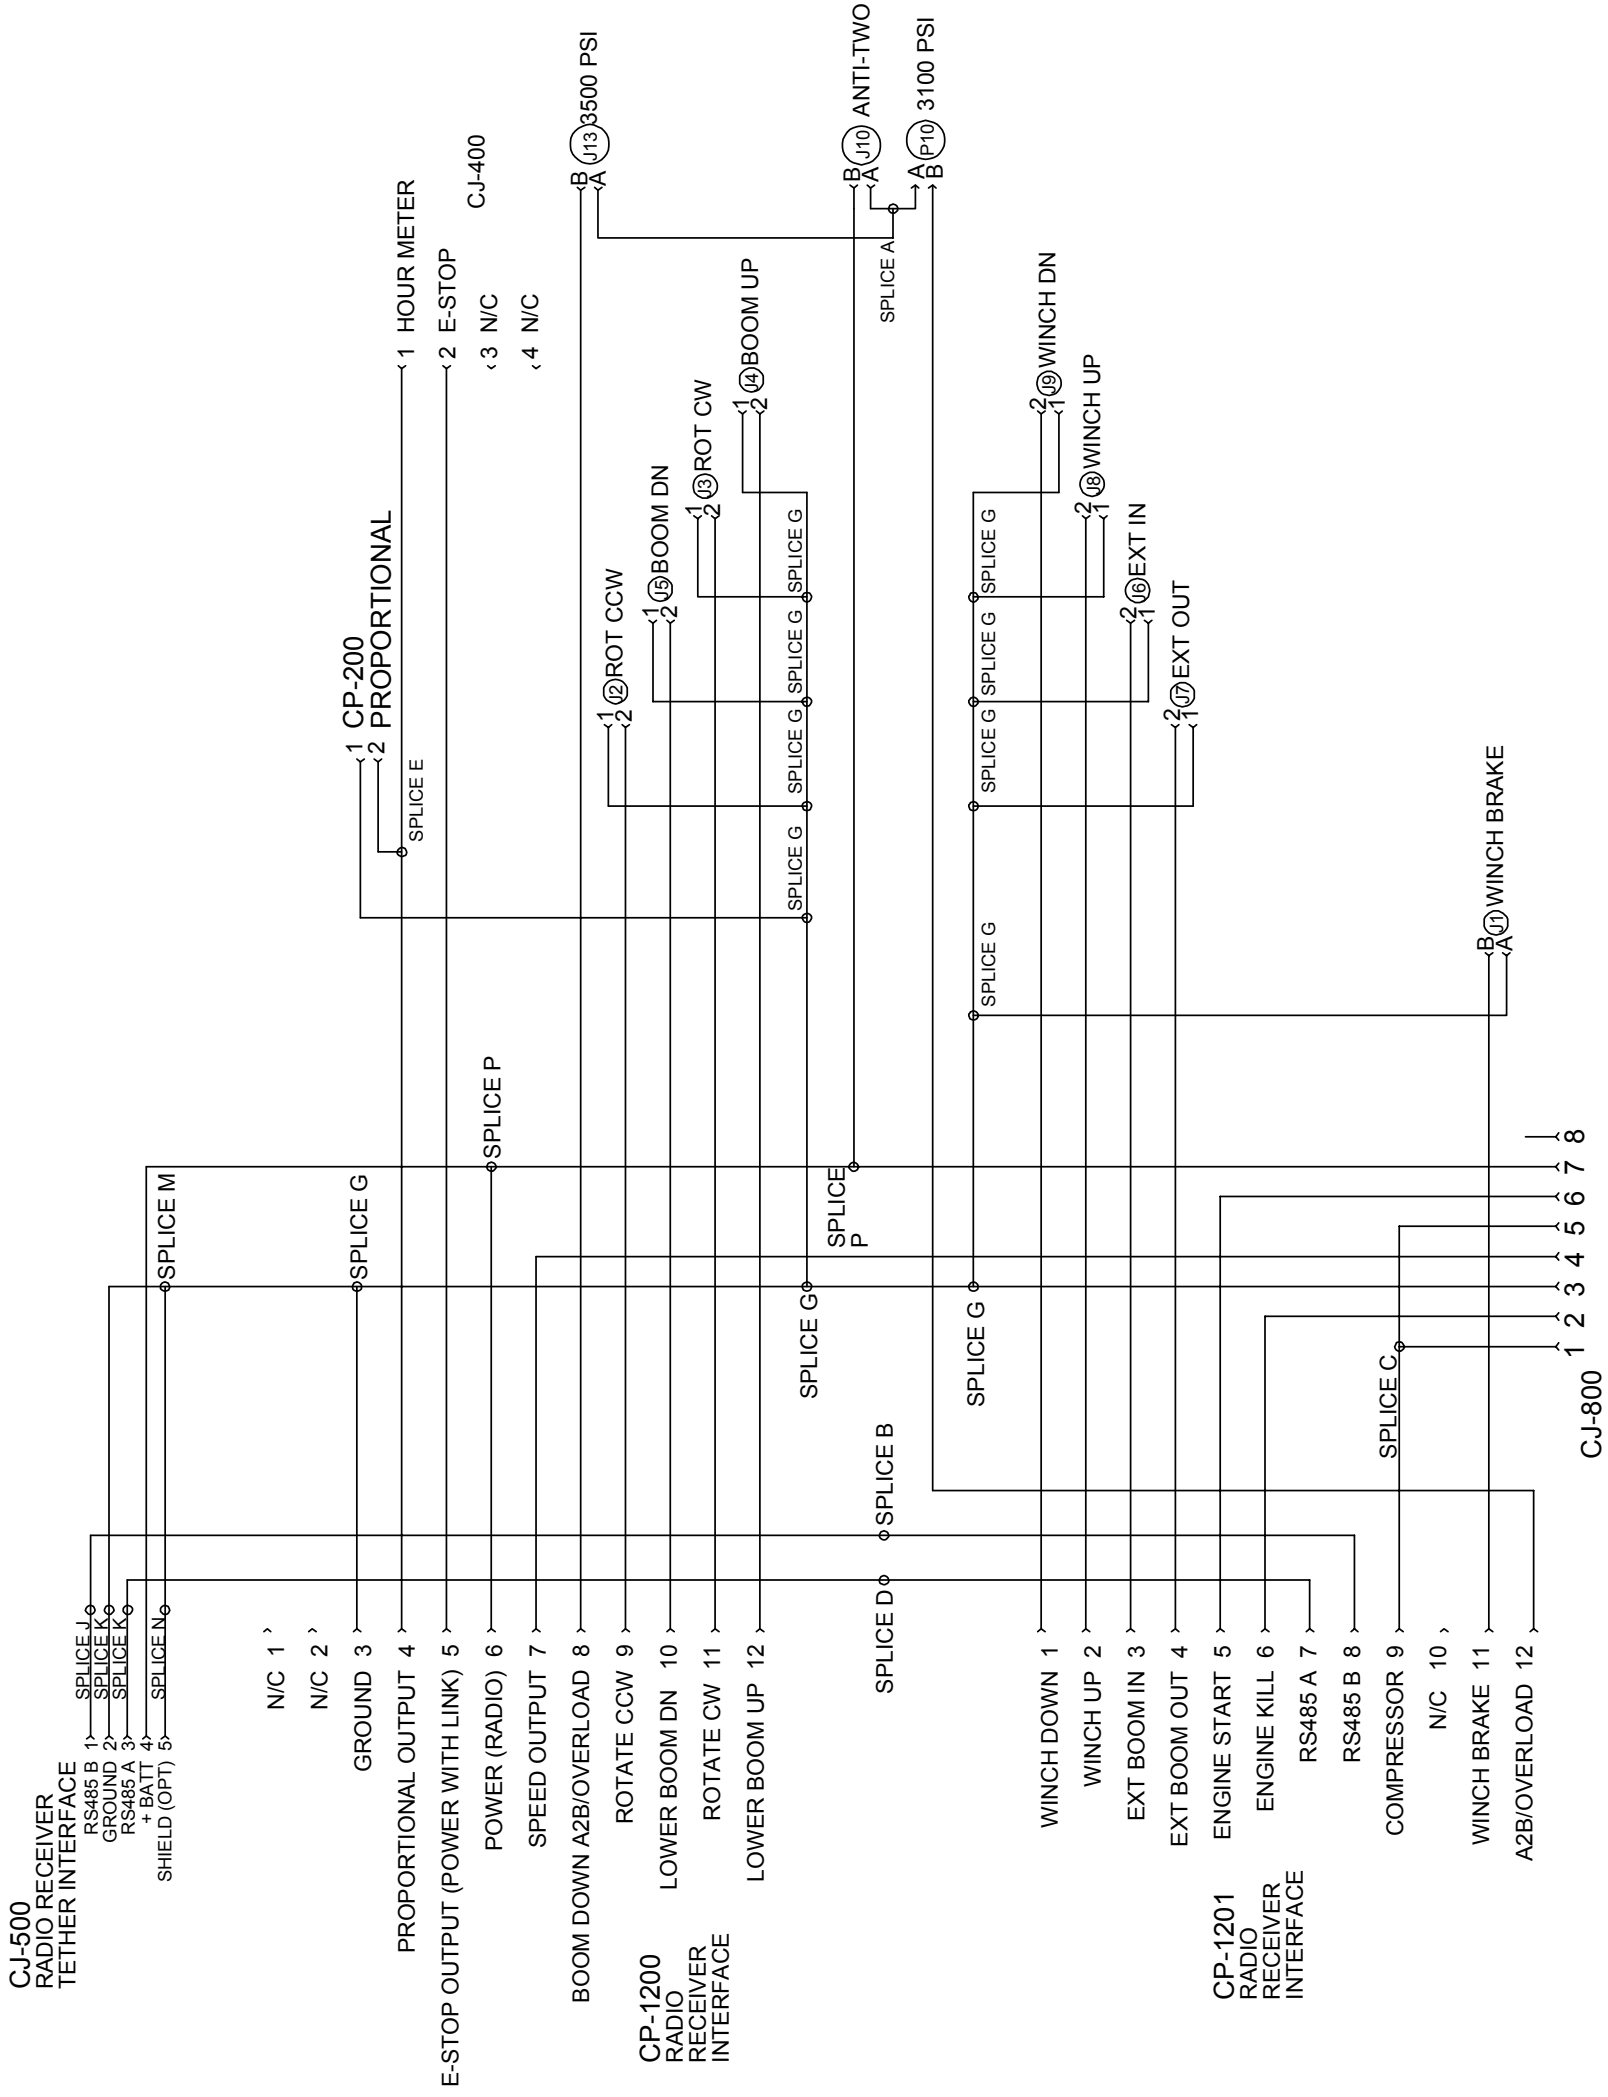 CJ-500
RADIO RECEIVER
TETHER INTERFACE
RS485 B 1
GROUND 2
RS485 A 3
+ BATT 4
SHIELD (OPT) 5
SPLICE J
SPLICE K
SPLICE K
SPLICE N
SPLICE M
SPLICE G
SPLICE P
N/C 1
N/C 2
GROUND 3
PROPORTIONAL OUTPUT 4
E-STOP OUTPUT (POWER WITH LINK) 5
POWER (RADIO) 6
SPEED OUTPUT 7
BOOM DOWN A2B/OVERLOAD 8
ROTATE CCW 9
LOWER BOOM DN 10
ROTATE CW 11
LOWER BOOM UP 12
CP-1200
RADIO
RECEIVER
INTERFACE
1 CP-200
2 PROPORTIONAL
SPLICE E
1 HOUR METER
2 E-STOP
3 N/C
4 N/C
CJ-400
B
A
J13 3500 PSI
1
2
J2 ROT CCW
1
2
J5 BOOM DN
1
2
J3 ROT CW
1
2
J4 BOOM UP
SPLICE G
SPLICE G
SPLICE G
SPLICE G
SPLICE G
B
A
J10 ANTI-TWO
A
B
P10 3100 PSI
SPLICE A
SPLICE
P
SPLICE D
SPLICE B
SPLICE G
SPLICE G
SPLICE G
SPLICE G
SPLICE G
2
1
J9 WINCH DN
2
1
J8 WINCH UP
2
1
J6 EXT IN
2
1
J7 EXT OUT
B
A
J1 WINCH BRAKE
WINCH DOWN 1
WINCH UP 2
EXT BOOM IN 3
EXT BOOM OUT 4
ENGINE START 5
ENGINE KILL 6
RS485 A 7
RS485 B 8
COMPRESSOR 9
N/C 10
WINCH BRAKE 11
A2B/OVERLOAD 12
CP-1201
RADIO
RECEIVER
INTERFACE
SPLICE C
1 2 3 4 5 6 7 8
CJ-800